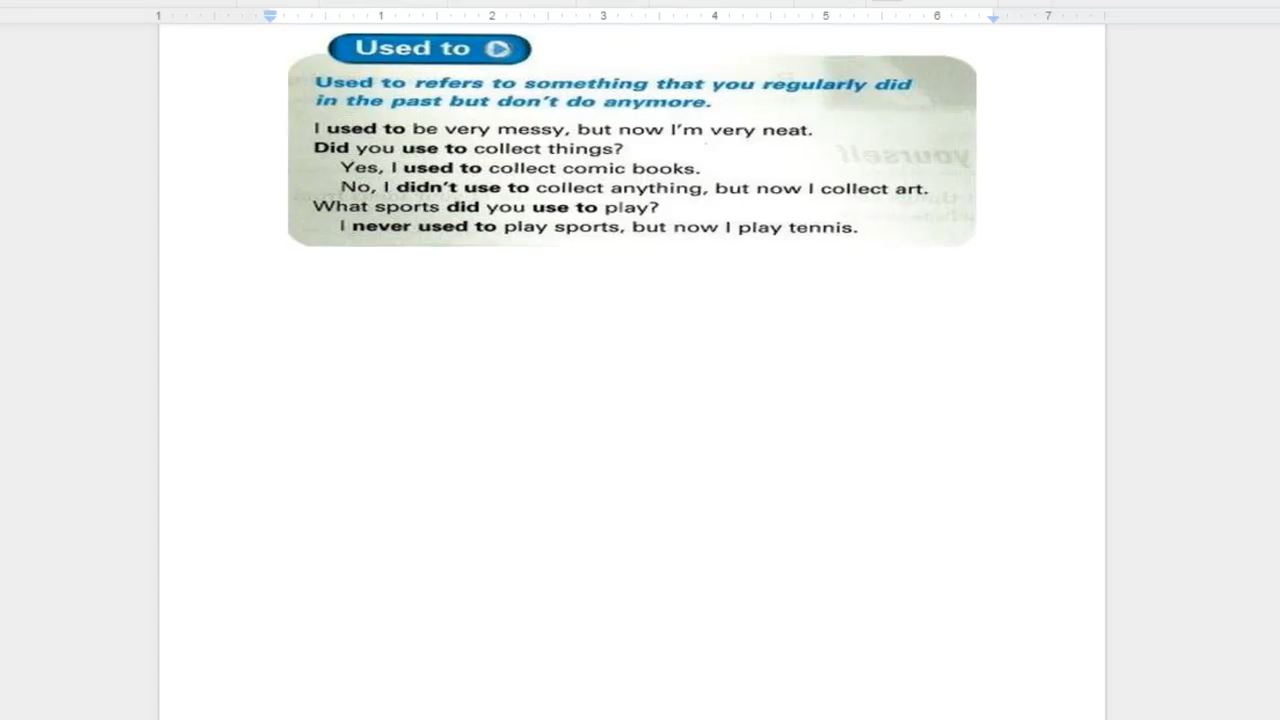 1 1 2 3 4 5 6 7
Used to
Used to refers to something that you regularly did
in the past but don't do anymore.
I used to be very messy, but now I'm very neat.
Did you use to collect things?
Yes, I used to collect comic books.
No, I didn't use to collect anything, but now I collect art.
What sports did you use to play?
I never used to play sports, but now I play tennis.
yourself